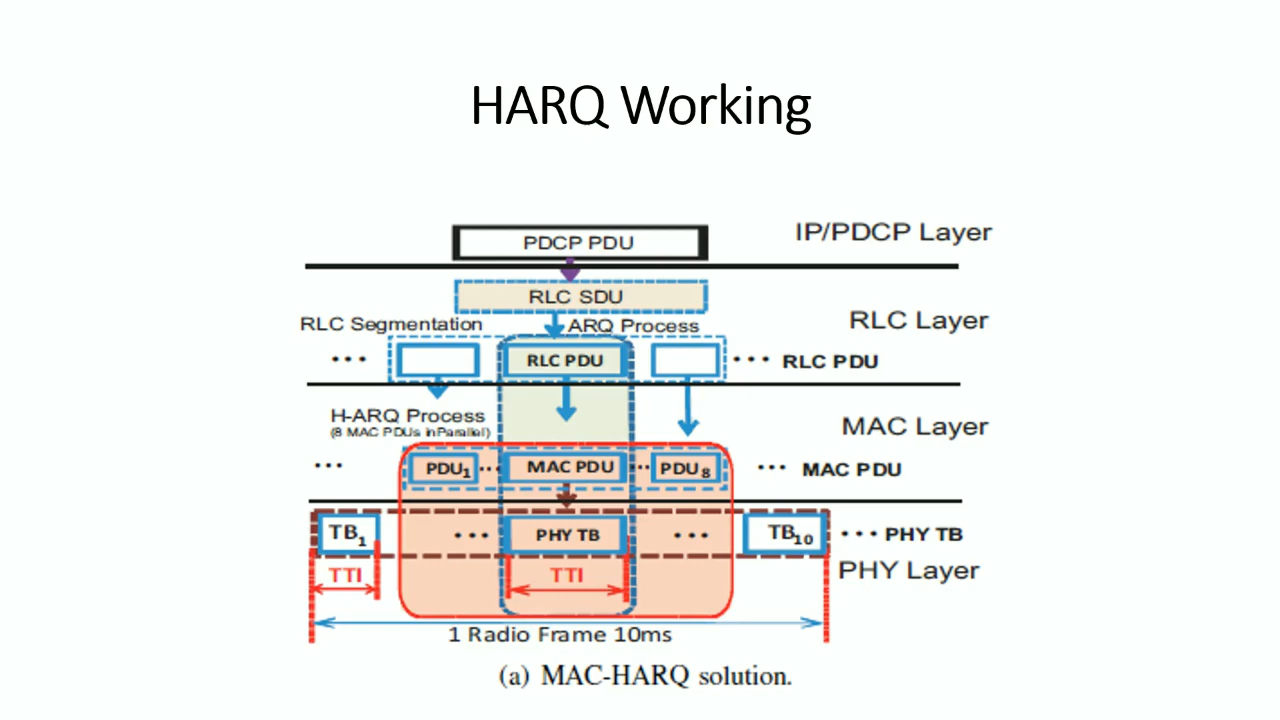 HARQ Working
IP/PDCP Layer
PDCP PDU
RLC SDU
RLC Layer
RLC Segmentation
ARQ Process
••• RLC PDU ••• RLC PDU
H-ARQ Process
(8 MAC PDUs inParallel)
MAC Layer
••• PDU1 ••• MAC PDU ••• PDU8 ••• MAC PDU
TB1 ••• PHY TB ••• TB10 ••• PHY TB
TTI TTI
PHY Layer
1 Radio Frame 10ms
(a) MAC-HARQ solution.